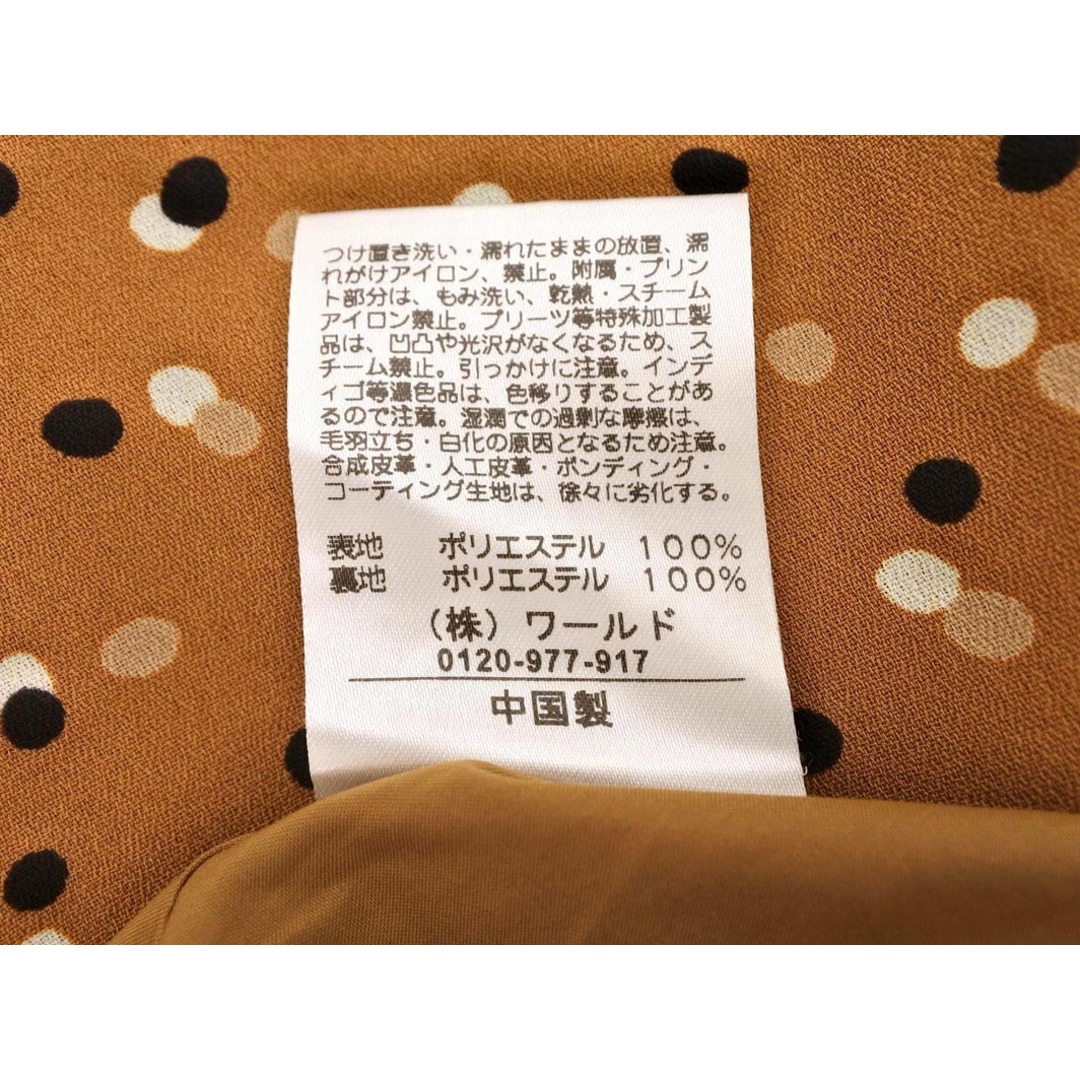 つけ置き洗い・濡れたままの放置、濡
れがけアイロン、禁止。附属・プリン
ト部分は、もみ洗い、乾熱・スチーム
アイロン禁止。プリーツ等特殊加工製
品は、凹凸や光沢がなくなるため、ス
チーム禁止。引っかけに注意。インデ
ィゴ等濃色品は、色移りすることがあ
るので注意。湿潤での過剰な摩擦は、
毛羽立ち・白化の原因となるため注意。
合成皮革・人工皮革・ボンディング・
コーティング生地は、徐々に劣化する。
表地 ポリエステル 100%
裏地 ポリエステル 100%
(株)ワールド
0120-977-917
中国製